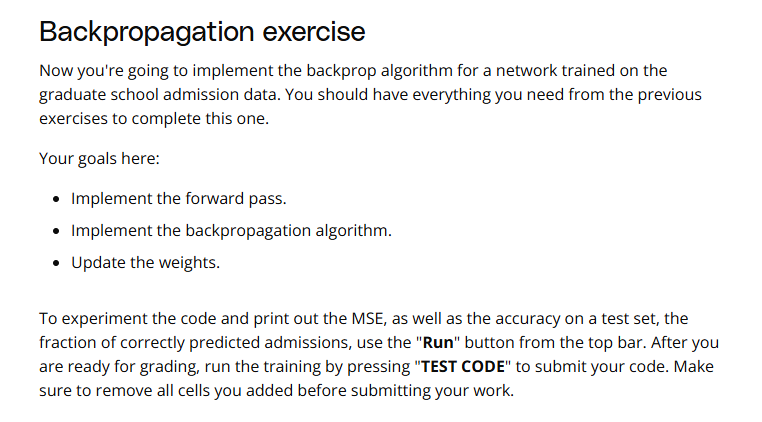 Backpropagation exercise
Now you're going to implement the backprop algorithm for a network trained on the
graduate school admission data. You should have everything you need from the previous
exercises to complete this one.
Your goals here:
• Implement the forward pass.
• Implement the backpropagation algorithm.
• Update the weights.
To experiment the code and print out the MSE, as well as the accuracy on a test set, the
fraction of correctly predicted admissions, use the "Run" button from the top bar. After you
are ready for grading, run the training by pressing "TEST CODE" to submit your code. Make
sure to remove all cells you added before submitting your work.